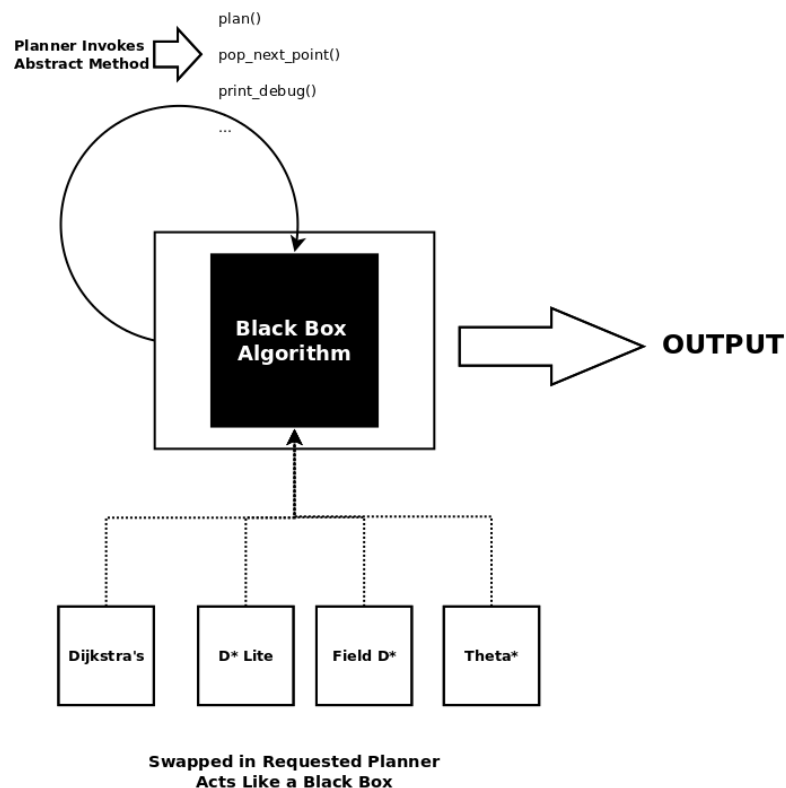 plan()
Planner Invokes
Abstract Method
pop_next_point()
print_debug()
...
Black Box
Algorithm
OUTPUT
Dijkstra's
D* Lite
Field D*
Theta*
Swapped in Requested Planner
Acts Like a Black Box